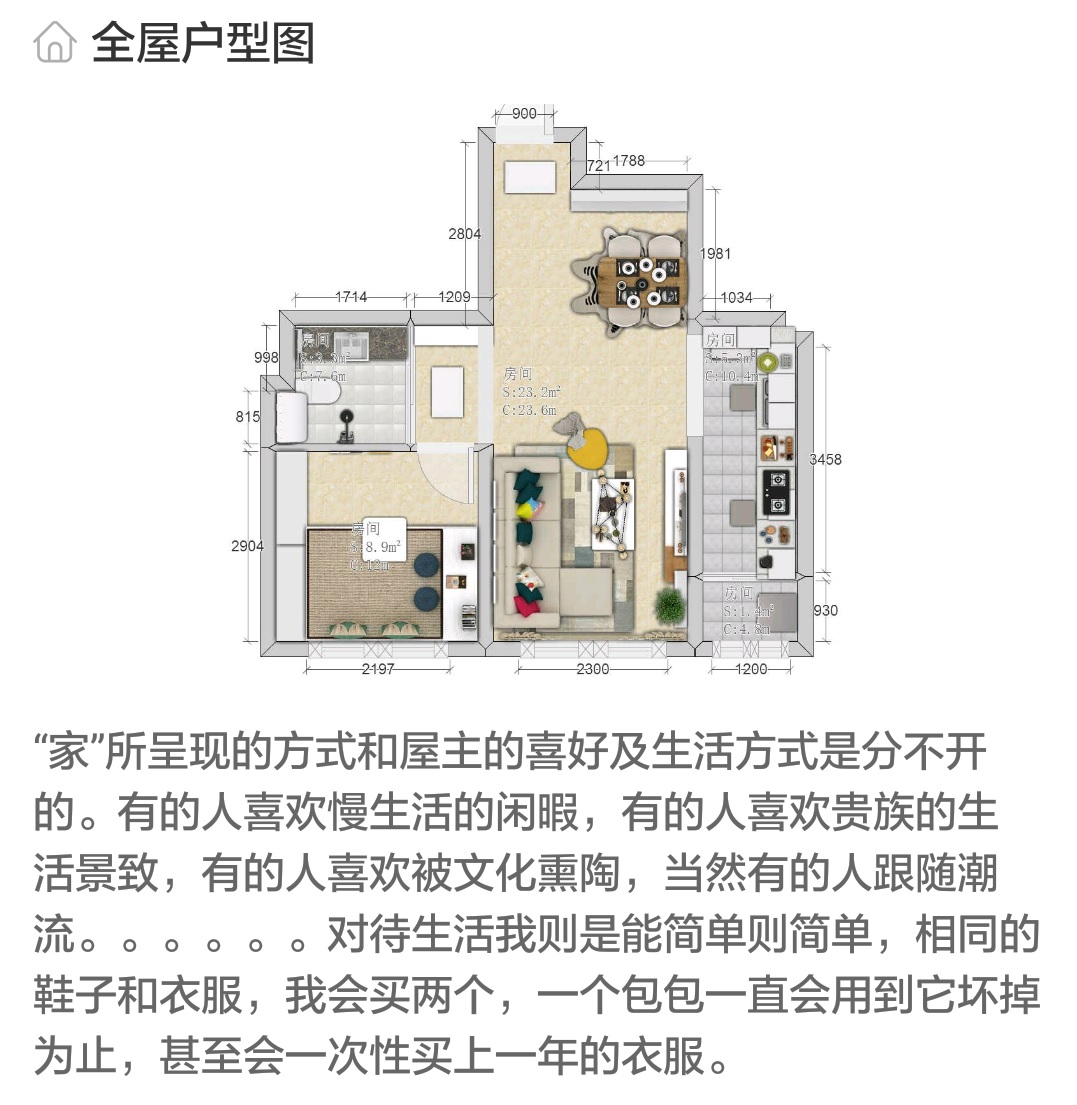 全屋户型图
900
721
1788
2804
1981
1714
1209
1034
房间
S:3.3m²
C:7.6m
房间
S:5.3m²
C:10.4m
998
房间
S:23.2m²
C:23.6m
815
3458
房间
S:8.9m²
C:12m
2904
房间
C:4.8m
930
2197
2300
1200
“家”所呈现的方式和屋主的喜好及生活方式是分不开
的。有的人喜欢慢生活的闲暇，有的人喜欢贵族的生
活景致，有的人喜欢被文化熏陶，当然有的人跟随潮
流。。。。。。对待生活我则是能简单则简单，相同的
鞋子和衣服，我会买两个，一个包包一直会用到它坏掉
为止，甚至会一次性买上一年的衣服。